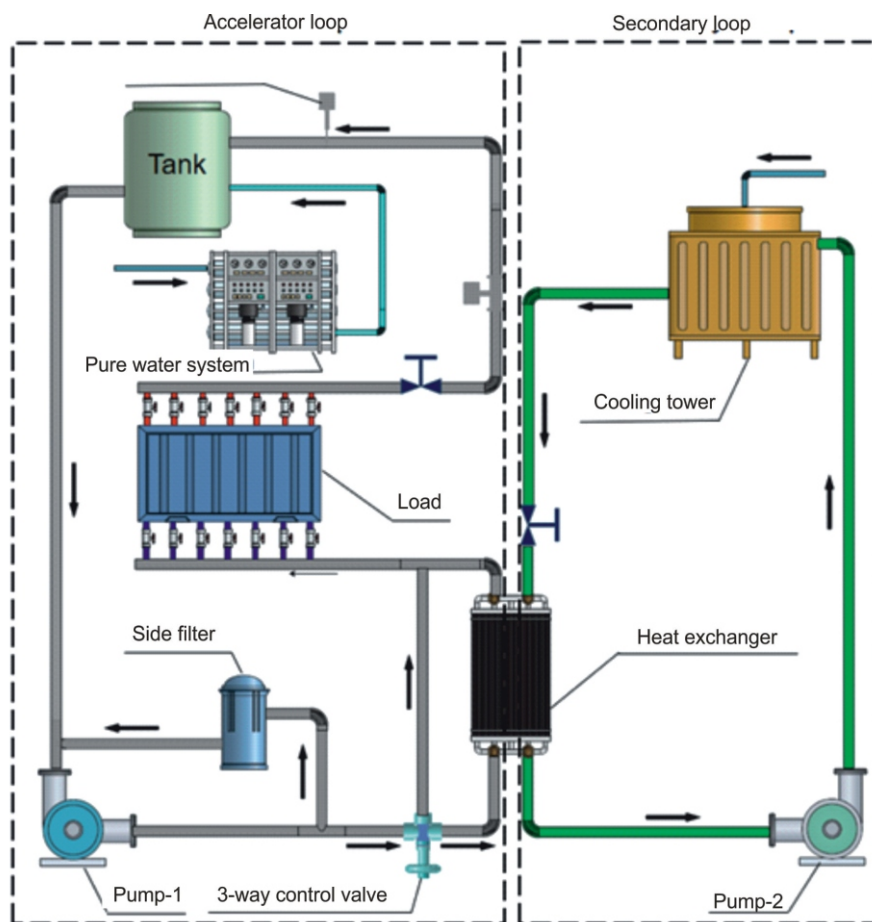 Accelerator loop
Secondary loop
Tank
Pure water system
Cooling tower
Load
Side filter
Heat exchanger
Pump-1
3-way control valve
Pump-2